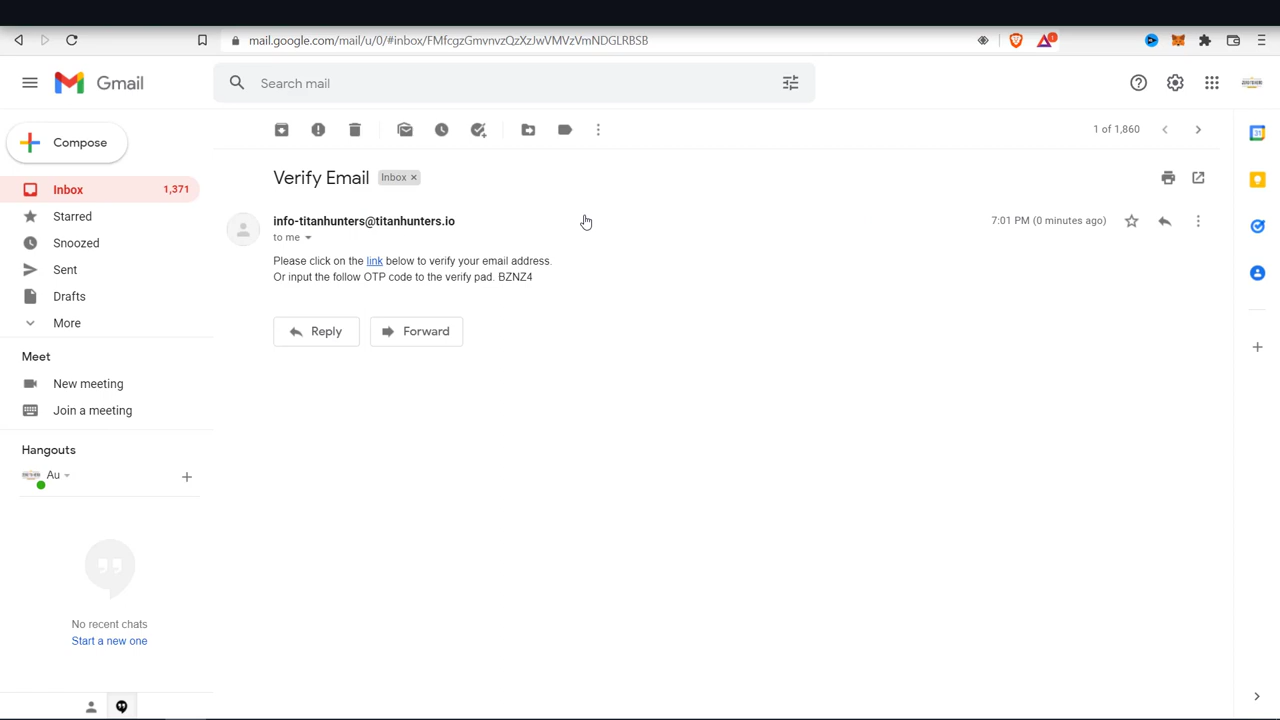 mail.google.com/mail/u/0/#inbox/FMfcgzGmvnvzQzXzJwVMVzVmNDGLRBSB
1
Gmail
Search mail
Compose
1 of 1,860
31
Verify Email Inbox ×
Inbox 1,371
Starred
Snoozed
Sent
Drafts
More
info-titanhunters@titanhunters.io
7:01 PM (0 minutes ago)
to me
Please click on the link below to verify your email address.
Or input the follow OTP code to the verify pad. BZNZ4
Reply
Forward
Meet
New meeting
Join a meeting
Hangouts
Au
No recent chats
Start a new one